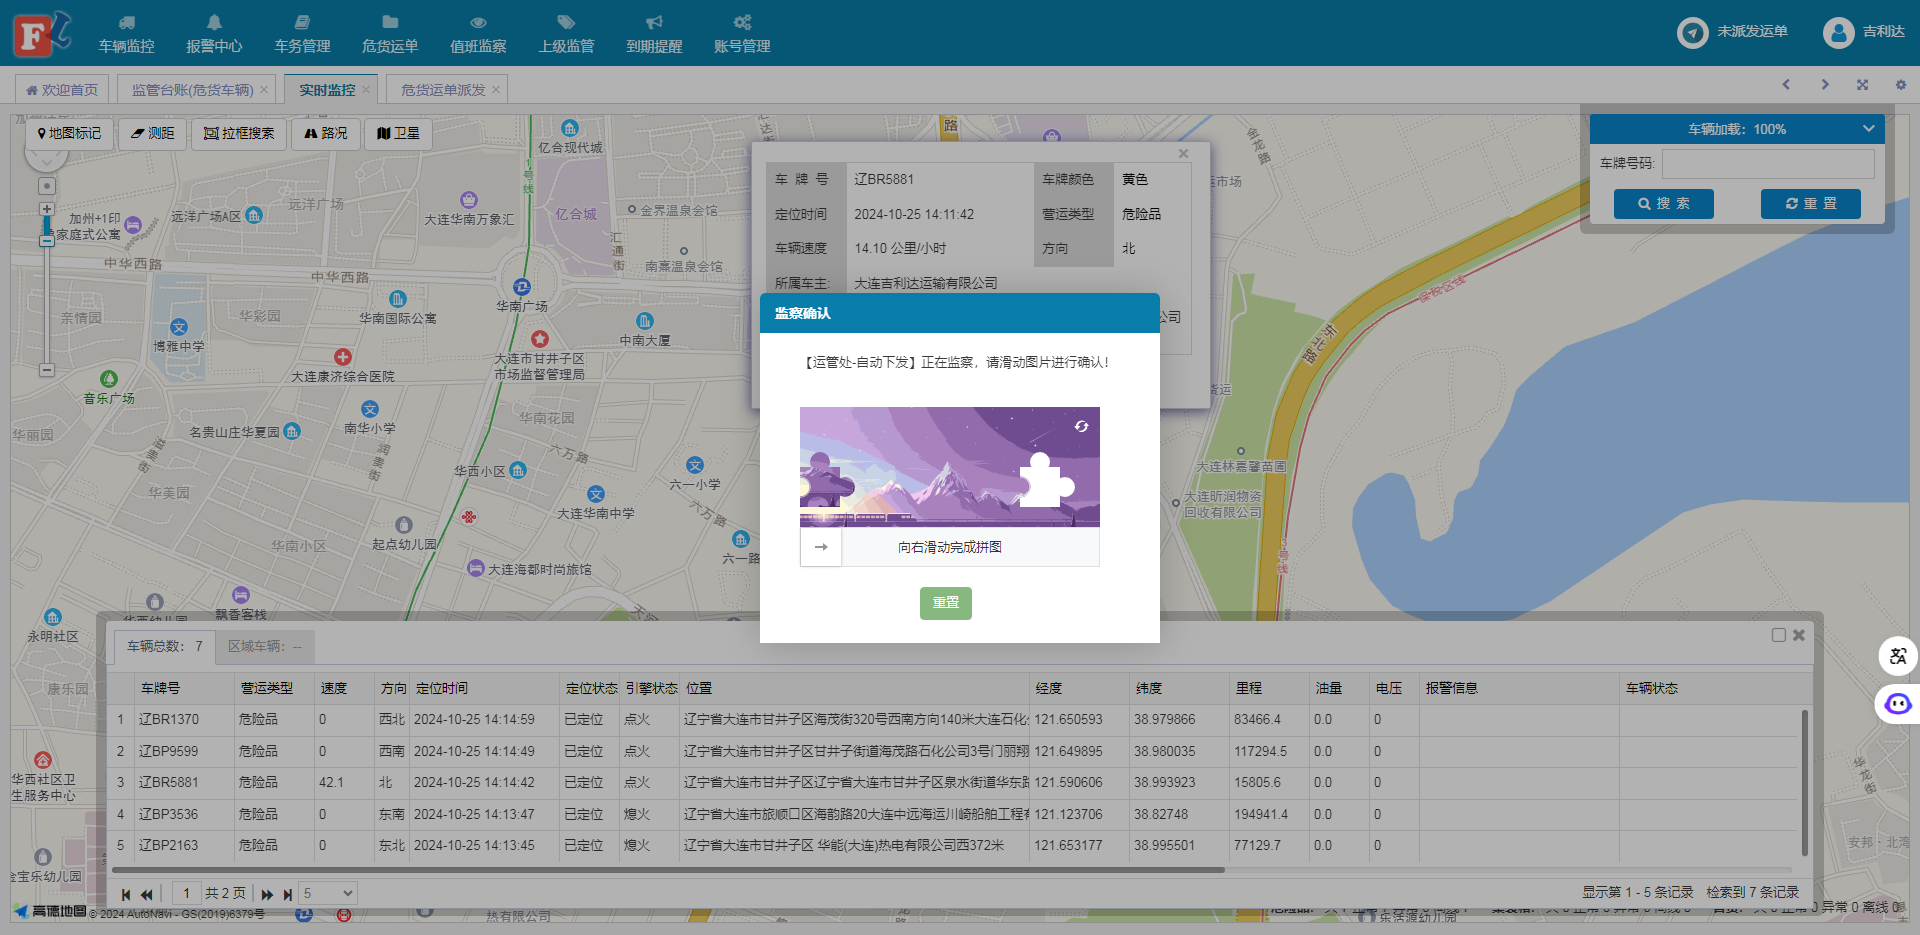 车辆监控
报警中心
车务管理
危货运单
值班监察
上级监管
到期提醒
账号管理
未派发运单
吉利达
欢迎首页
监管台账(危货车辆)
实时监控
危货运单派发
地图标记
测距
拉框搜索
路况
卫星
车辆加载：100%
车牌号码:
搜 索
重 置
车 牌 号 辽BR5881 车牌颜色 黄色
定位时间 2024-10-25 14:11:42 营运类型 危险品
车辆速度 14.10 公里/小时 方向 北
所属车主: 大连吉利达运输有限公司
公司
监察确认
【运管处-自动下发】正在监察，请滑动图片进行确认！
向右滑动完成拼图
重置
亿合现代城
1号线
路
金龙路
远洋广场
远洋广场A区
加州+1印
家庭式公寓
大连华南万象汇
亿合城
金界温泉会馆
汇通街
南熹温泉会馆
中华西路
中华西路
华南广场
亲情园
华彩园
华南国际公寓
博雅中学
中南大厦
大连市甘井子区
市场监督管理局
大连康济综合医院
音乐广场
华南花园
南华小学
名贵山庄华夏园
华丽园
润贵街
六万路
华西小区
六一小学
华美园
大连华南中学
六万路
华南小区
起点幼儿园
六一路
大连海都时尚旅馆
飘香客栈
永明社区
康乐园
华西社区卫
生服务中心
金宝乐幼儿园
保税区线
东北路
大连林嘉馨苗圃
大连昕润物资
回收有限公司
3号线
华龙街
车辆总数： 7
区域车辆： --
车牌号 营运类型 速度 方向 定位时间 定位状态 引擎状态 位置 经度 纬度 里程 油量 电压 报警信息 车辆状态
1 辽BR1370 危险品 0 西北 2024-10-25 14:14:59 已定位 点火 辽宁省大连市甘井子区海茂街320号西南方向140米大连石化 121.650593 38.979866 83466.4 0.0 0
2 辽BP9599 危险品 0 西南 2024-10-25 14:14:49 已定位 点火 辽宁省大连市甘井子区甘井子街道海茂路石化公司3号门丽翔 121.649895 38.980035 117294.5 0.0 0
3 辽BR5881 危险品 42.1 北 2024-10-25 14:14:42 已定位 点火 辽宁省大连市甘井子区辽宁省大连市甘井子区泉水街道华东路 121.590606 38.993923 15805.6 0.0 0
4 辽BP3536 危险品 0 东南 2024-10-25 14:13:47 已定位 熄火 辽宁省大连市旅顺口区海韵路20大连中远海运川崎船舶工程有 121.123706 38.82748 194941.4 0.0 0
5 辽BP2163 危险品 0 东北 2024-10-25 14:13:45 已定位 熄火 辽宁省大连市甘井子区 华能(大连)热电有限公司西372米 121.653177 38.995501 77129.7 0.0 0
1 共 2 页 5
显示第 1 - 5 条记录 检索到 7 条记录
高德地图 © 2024 AutoNavi - GS(2019)6379号
热有限公司